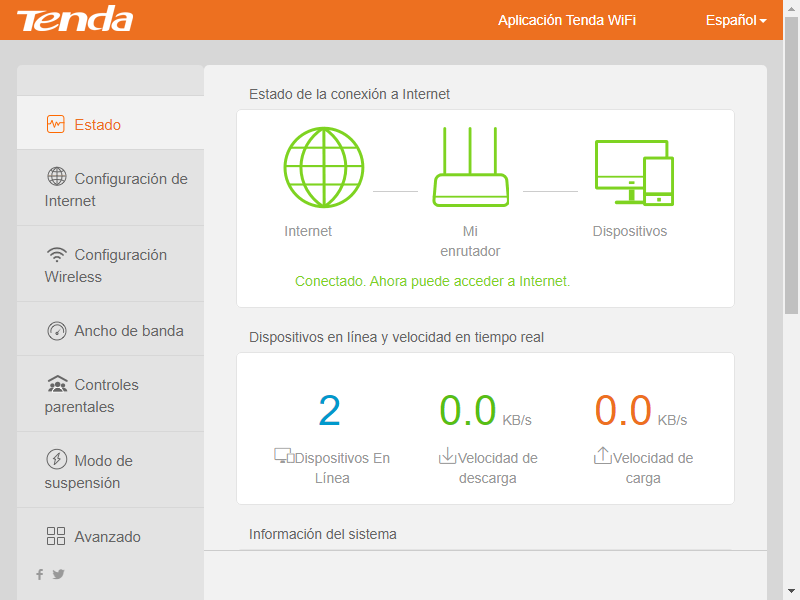 Tenda
Aplicación Tenda WiFi
Español
Estado
Configuración de
Internet
Configuración
Wireless
Ancho de banda
Controles
parentales
Modo de
suspensión
Avanzado
Estado de la conexión a Internet
Internet
Mi
enrutador
Dispositivos
Conectado. Ahora puede acceder a Internet.
Dispositivos en línea y velocidad en tiempo real
2
Dispositivos En
Línea
0.0 KB/s
Velocidad de
descarga
0.0 KB/s
Velocidad de
carga
Información del sistema